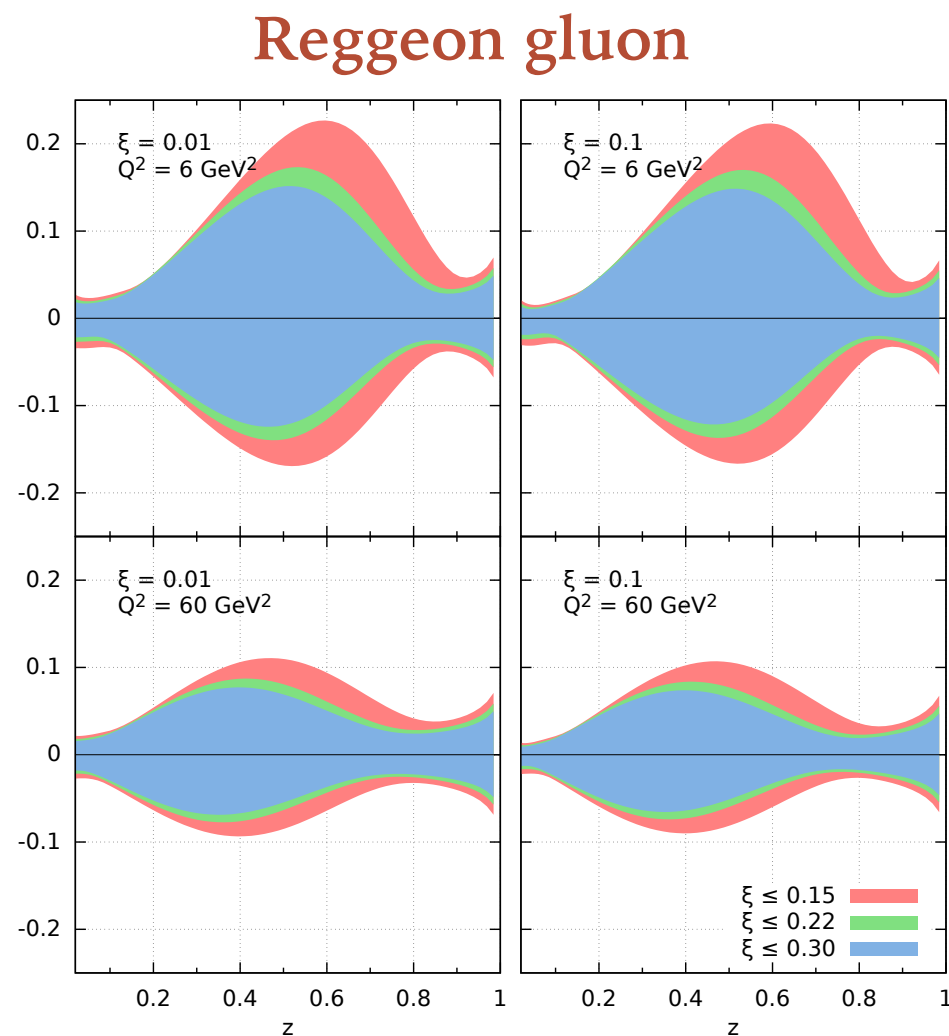 Reggeon gluon
ξ = 0.01
Q² = 6 GeV²
ξ = 0.1
Q² = 6 GeV²
0.2
0.1
0
-0.1
-0.2
ξ = 0.01
Q² = 60 GeV²
ξ = 0.1
Q² = 60 GeV²
0.2
0.1
0
-0.1
-0.2
ξ ≤ 0.15
ξ ≤ 0.22
ξ ≤ 0.30
0.2 0.4 0.6 0.8 1
0.2 0.4 0.6 0.8 1
z
z